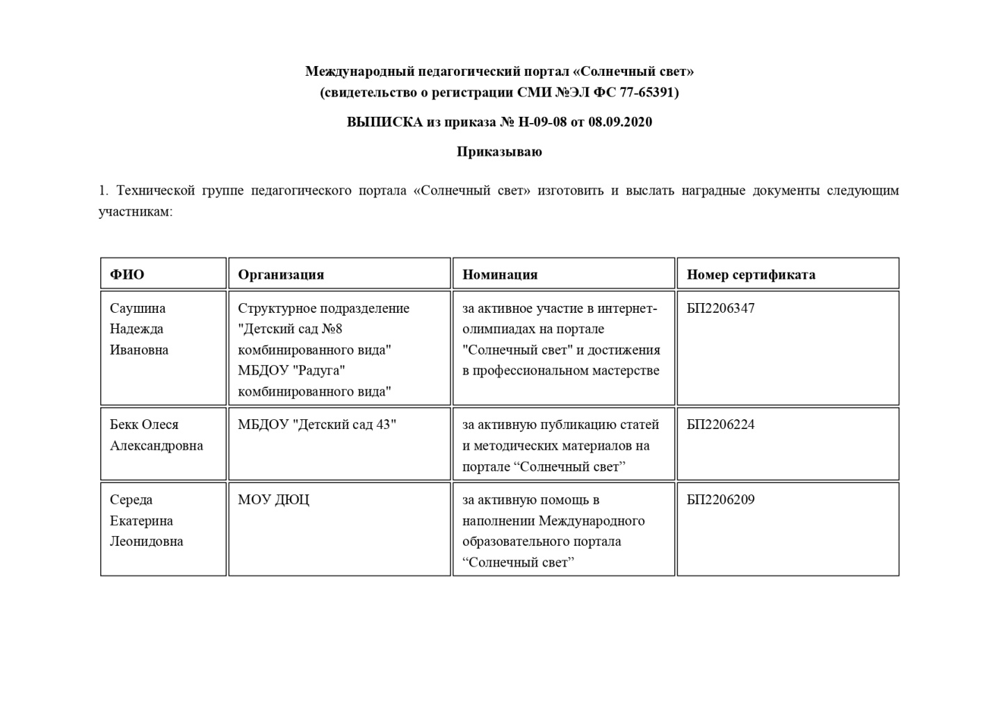 Международный педагогический портал «Солнечный свет»
(свидетельство о регистрации СМИ №ЭЛ ФС 77-65391)
ВЫПИСКА из приказа № Н-09-08 от 08.09.2020
Приказываю
1. Технической группе педагогического портала «Солнечный свет» изготовить и выслать наградные документы следующим
участникам:
ФИО
Организация
Номинация
Номер сертификата
Саушина
Надежда
Ивановна
Структурное подразделение
"Детский сад №8
комбинированного вида"
МБДОУ "Радуга"
комбинированного вида"
за активное участие в интернет-
олимпиадах на портале
"Солнечный свет" и достижения
в профессиональном мастерстве
БП2206347
Бекк Олеся
Александровна
МБДОУ "Детский сад 43"
за активную публикацию статей
и методических материалов на
портале “Солнечный свет”
БП2206224
Середа
Екатерина
Леонидовна
МОУ ДЮЦ
за активную помощь в
наполнении Международного
образовательного портала
“Солнечный свет”
БП2206209